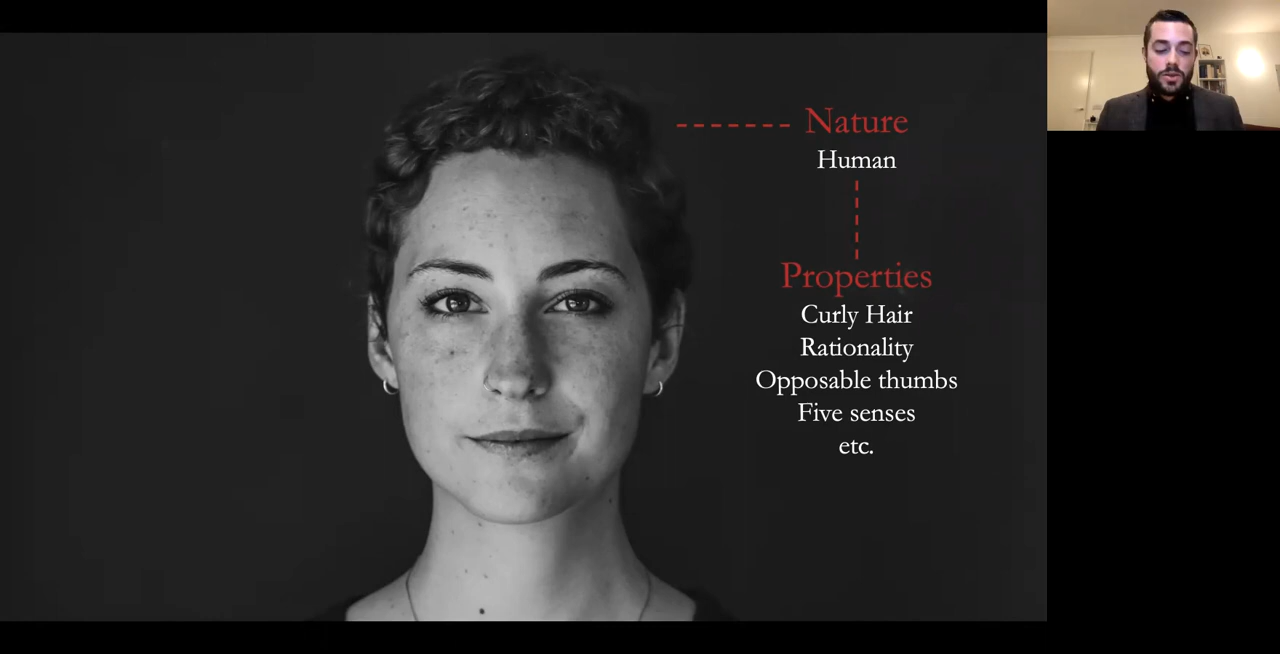 Nature
Human
Properties
Curly Hair
Rationality
Opposable thumbs
Five senses
etc.